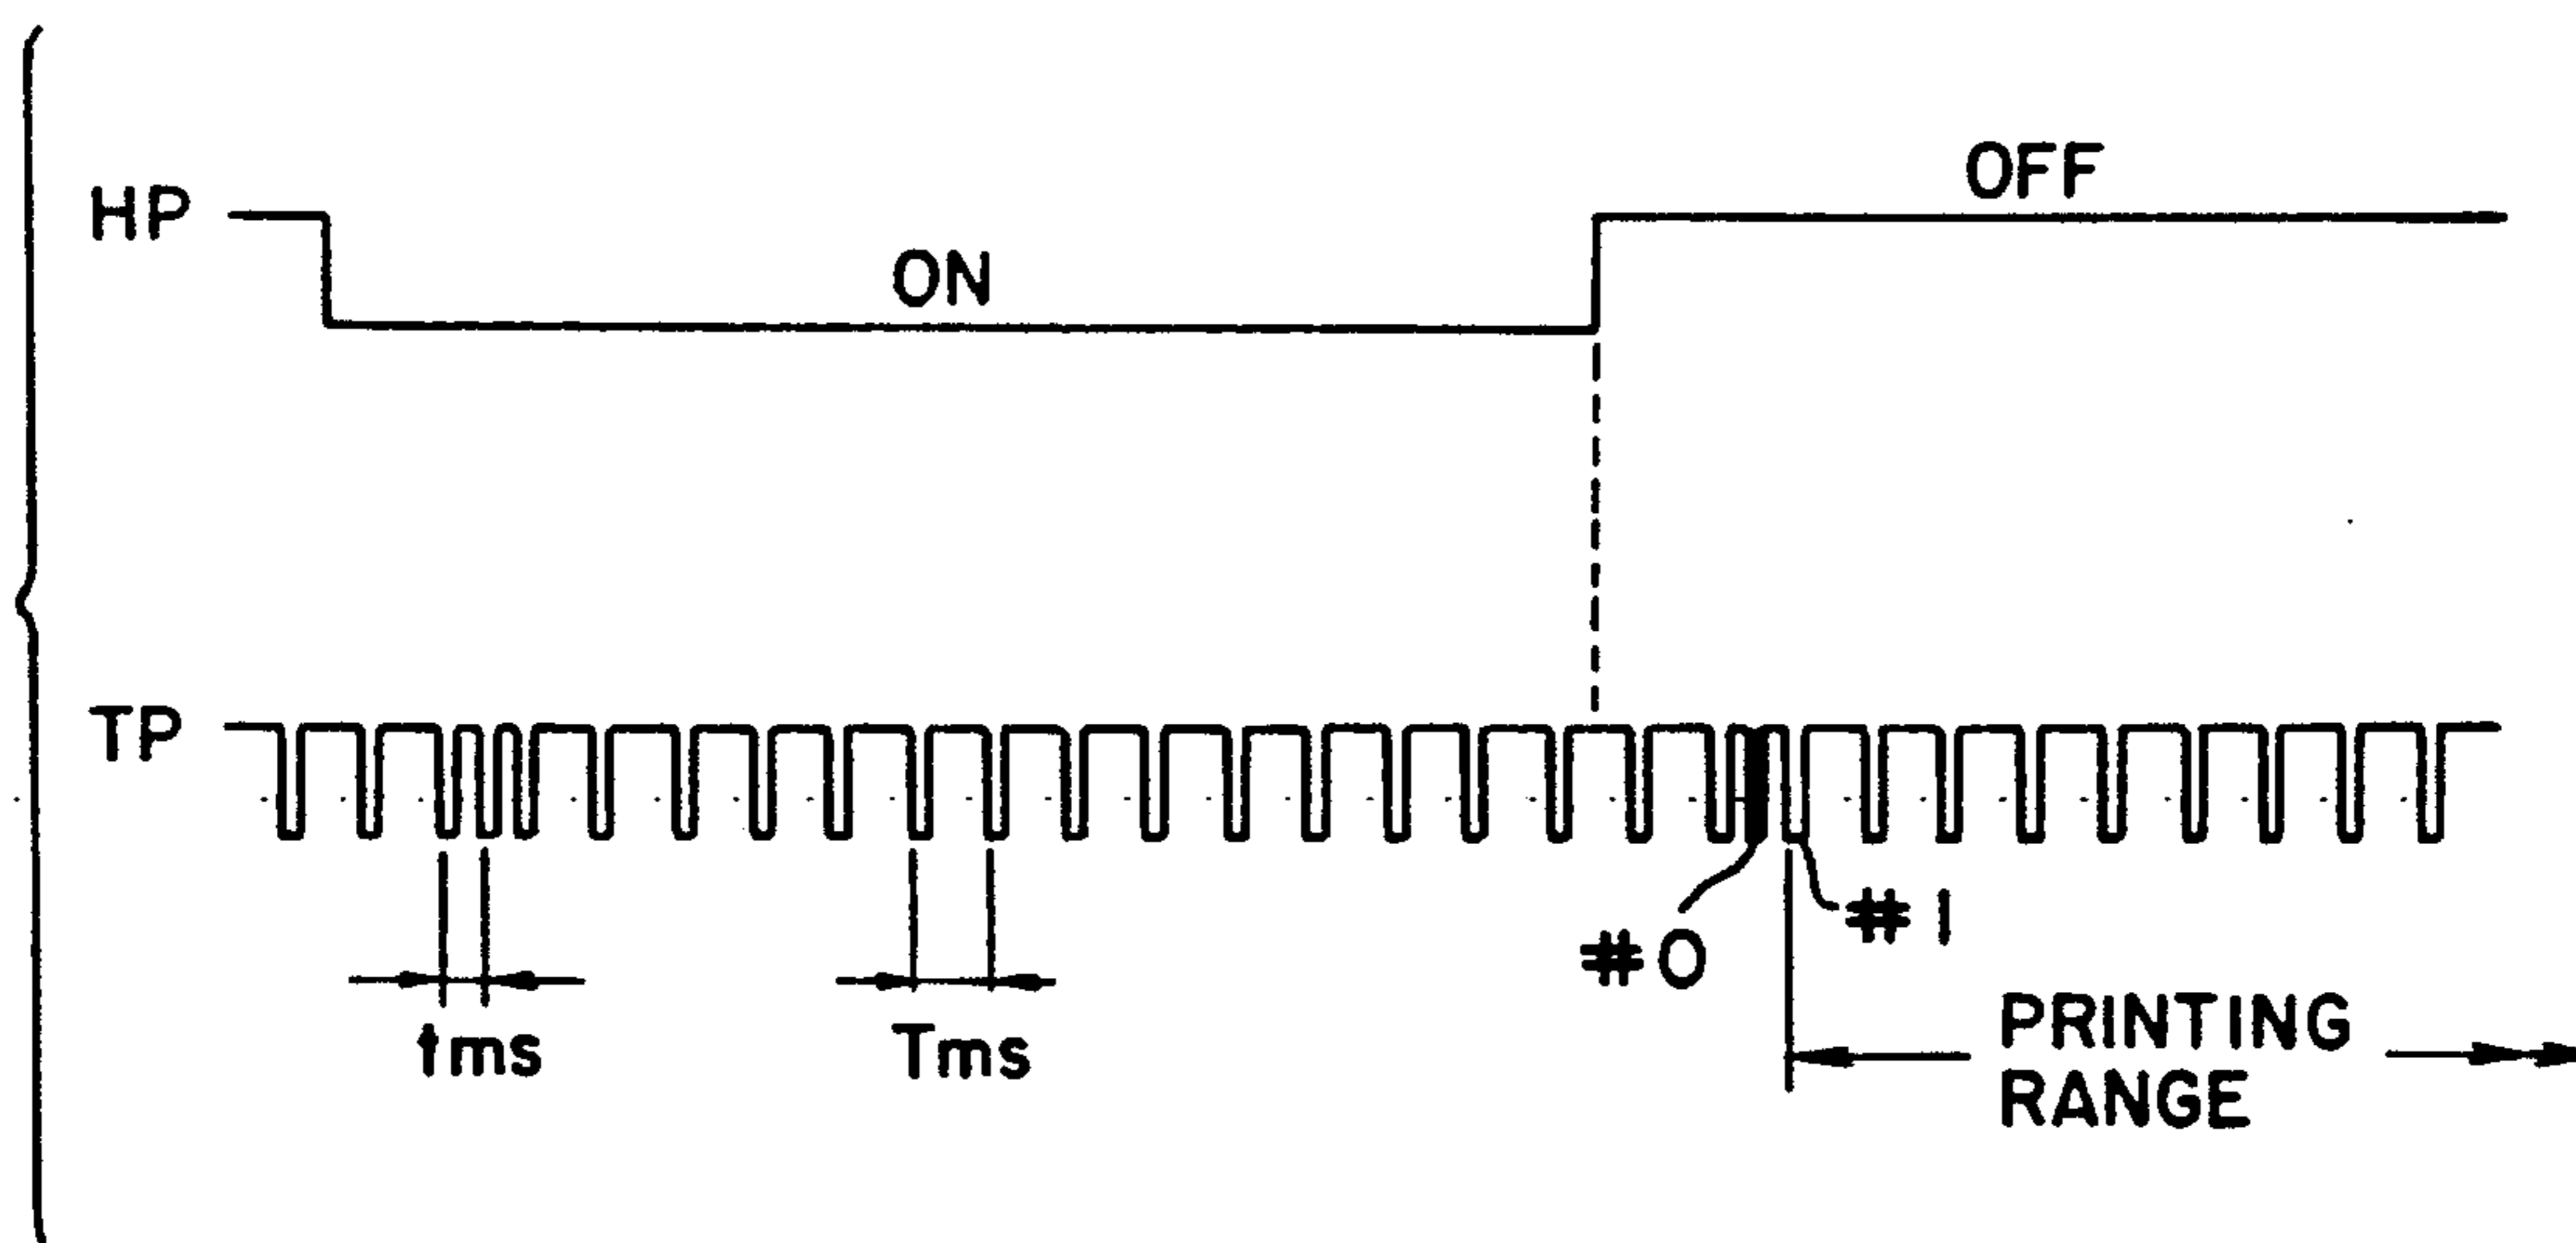 HP
ON
OFF
TP
#0
#1
tms
Tms
PRINTING
RANGE